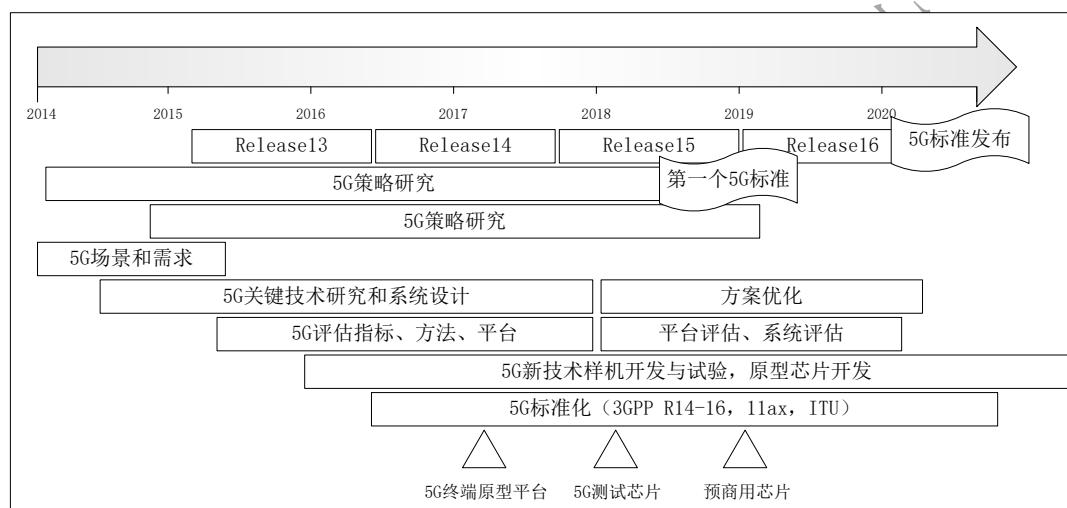 2014 2015 2016 2017 2018 2019 2020
Release13 Release14 Release15 Release16 5G标准发布
5G策略研究 第一个5G标准
5G策略研究
5G场景和需求
5G关键技术研究和系统设计 方案优化
5G评估指标、方法、平台 平台评估、系统评估
5G新技术样机开发与试验，原型芯片开发
5G标准化（3GPP R14-16，11ax，ITU）
5G终端原型平台 5G测试芯片 预商用芯片